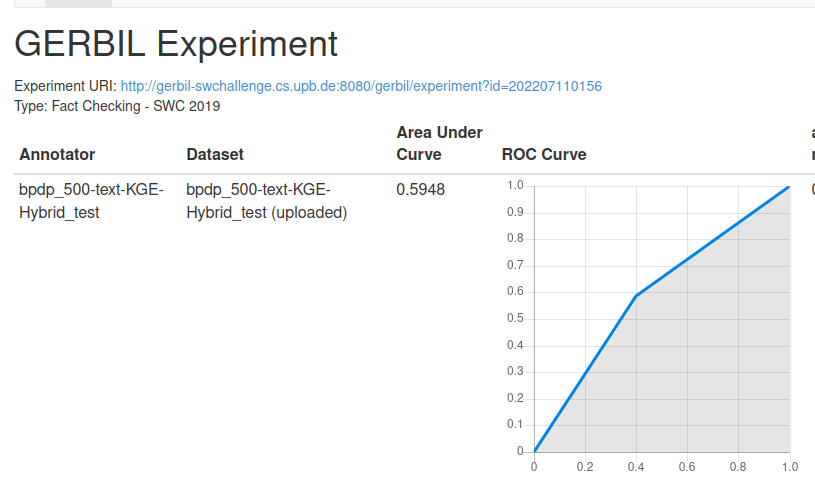 GERBIL Experiment
Experiment URI: http://gerbil-swchallenge.cs.upb.de:8080/gerbil/experiment?id=202207110156
Type: Fact Checking - SWC 2019
Annotator Dataset Area Under Curve ROC Curve
bpdp_500-text-KGE- bpdp_500-text-KGE- 0.5948
Hybrid_test Hybrid_test (uploaded)
1.0
0.9
0.8
0.7
0.6
0.5
0.4
0.3
0.2
0.1
0
0 0.2 0.4 0.6 0.8 1.0